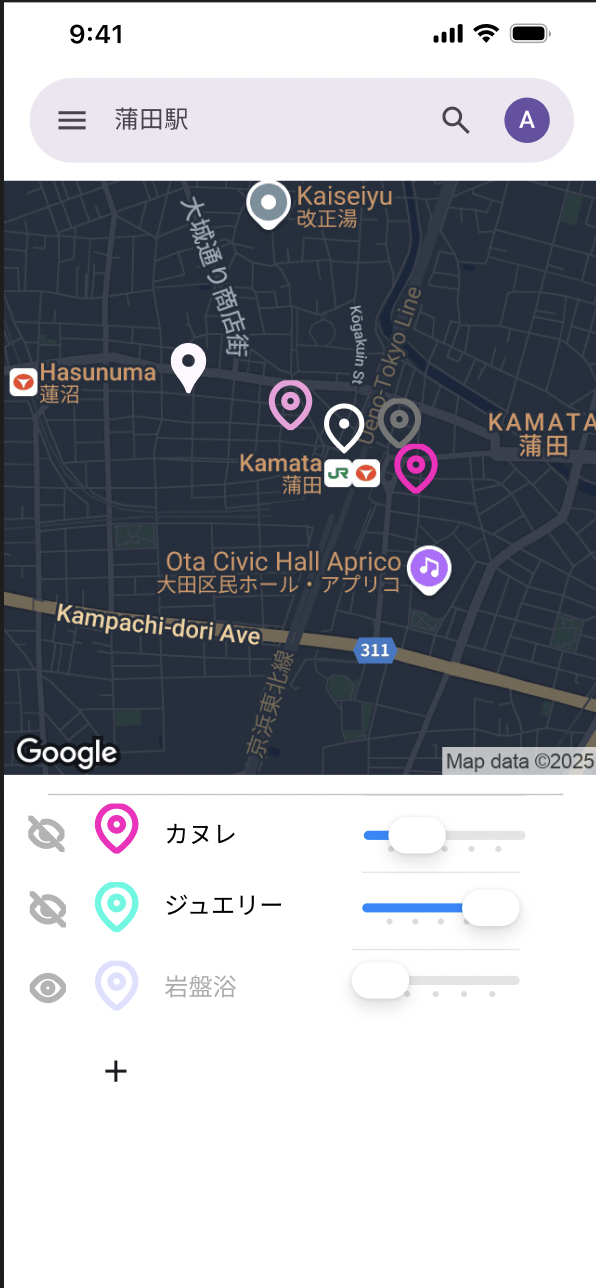 9:41
蒲田駅
A
Kaiseiyu
改正湯
大城通り商店街
Kōgakuin St
Ueno-Tokyo Line
Hasunuma
蓮沼
KAMATA
蒲田
Kamata
蒲田
JR
Ota Civic Hall Aprico
大田区民ホール・アプリコ
Kampachi-dori Ave
311
京浜東北線
Google
Map data ©2025
カヌレ
ジュエリー
岩盤浴
+